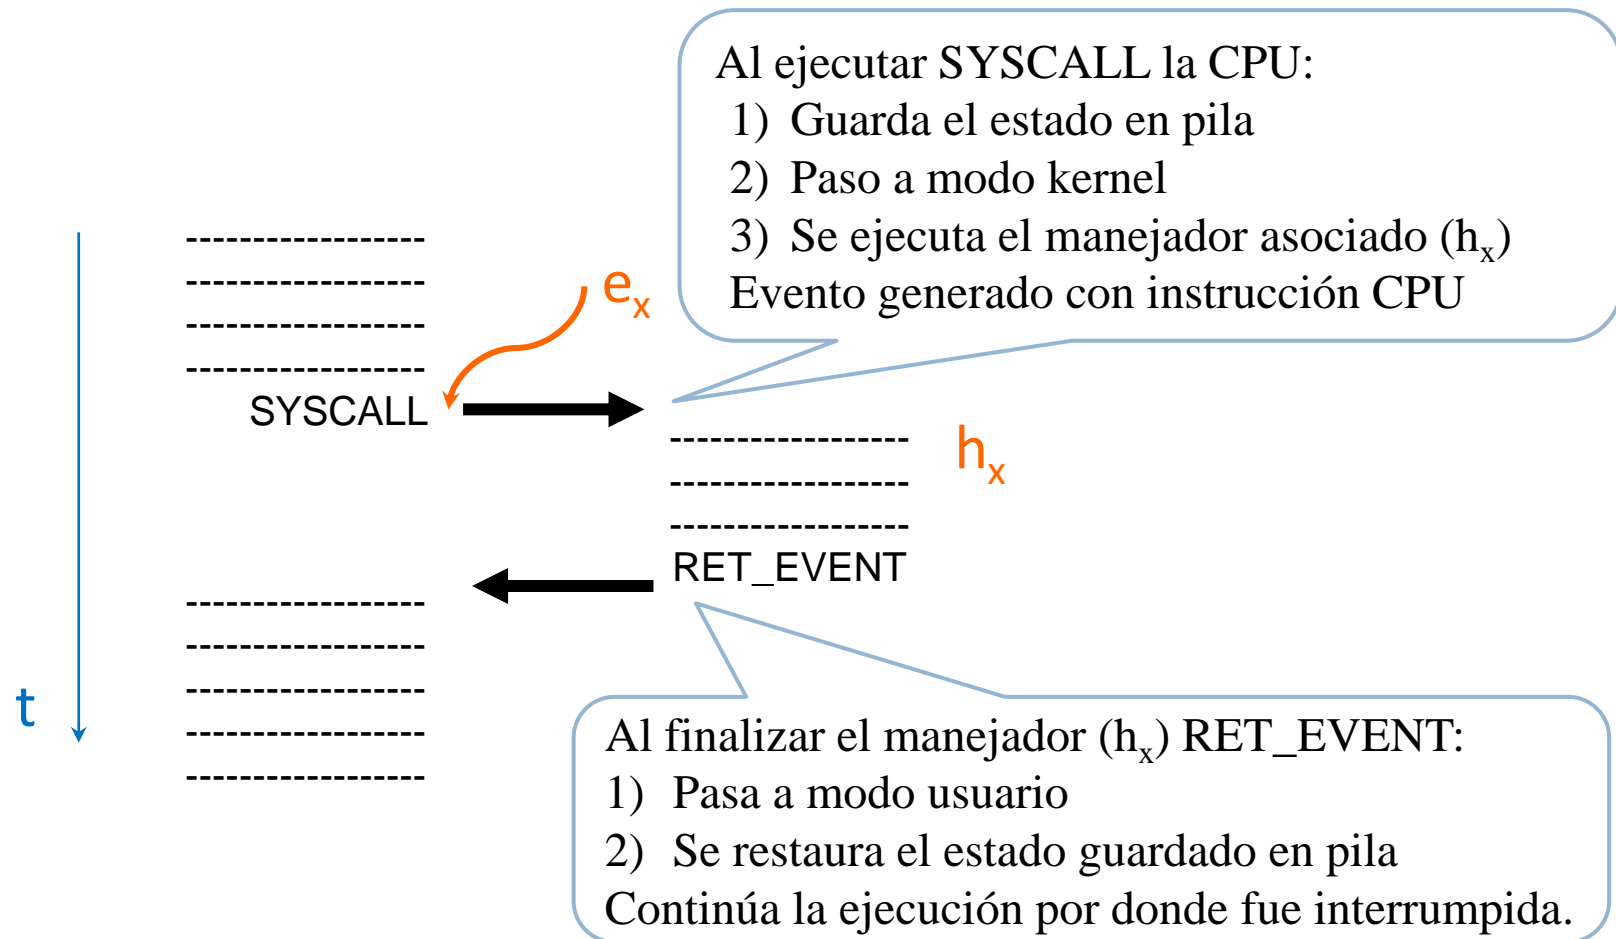 Al ejecutar SYSCALL la CPU:
1) Guarda el estado en pila
2) Paso a modo kernel
3) Se ejecuta el manejador asociado (hx)
Evento generado con instrucción CPU
ex
SYSCALL
hx
RET_EVENT
t
Al finalizar el manejador (hx) RET_EVENT:
1) Pasa a modo usuario
2) Se restaura el estado guardado en pila
Continúa la ejecución por donde fue interrumpida.